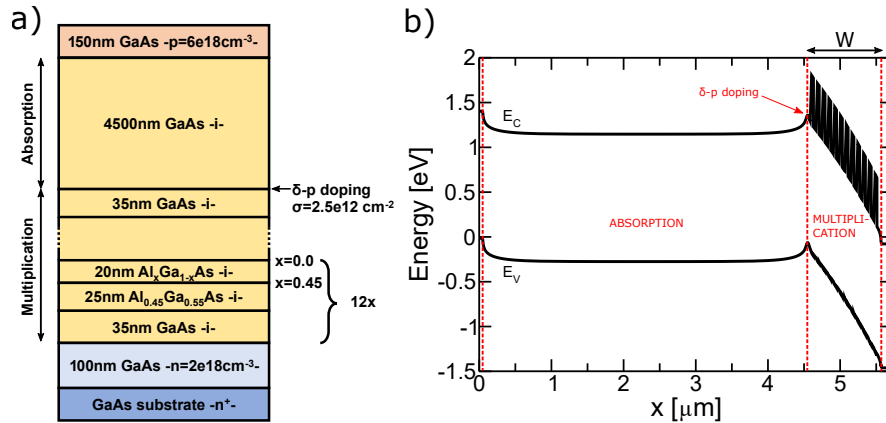 a)
150nm GaAs -p=6e18cm⁻³-
Absorption
4500nm GaAs -i-
δ-p doping
σ=2.5e12 cm⁻²
35nm GaAs -i-
Multiplication
x=0.0
20nm AlₓGa₁₋ₓAs -i-
x=0.45
25nm Al₀.₄₅Ga₀.₅₅As -i-
12x
35nm GaAs -i-
100nm GaAs -n=2e18cm⁻³-
GaAs substrate -n⁺-
b)
W
δ-p doping
E_C
ABSORPTION
MULTIPLI-
CATION
E_V
Energy [eV]
2
1.5
1
0.5
0
-0.5
-1
-1.5
0 1 2 3 4 5
x [μm]